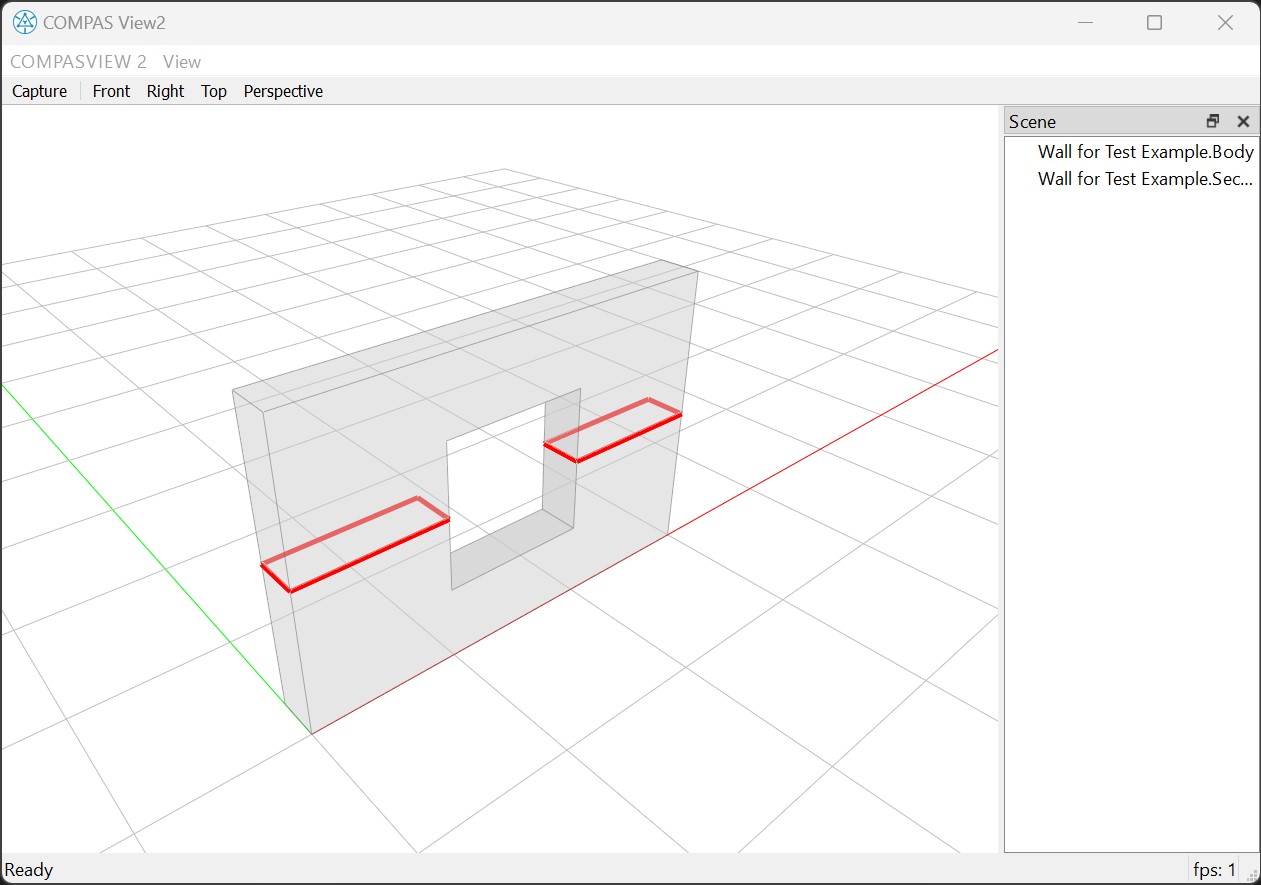 COMPAS View2
COMPASVIEW 2 View
Capture Front Right Top Perspective
Scene
Wall for Test Example.Body
Wall for Test Example.Sec...
Ready
fps: 1